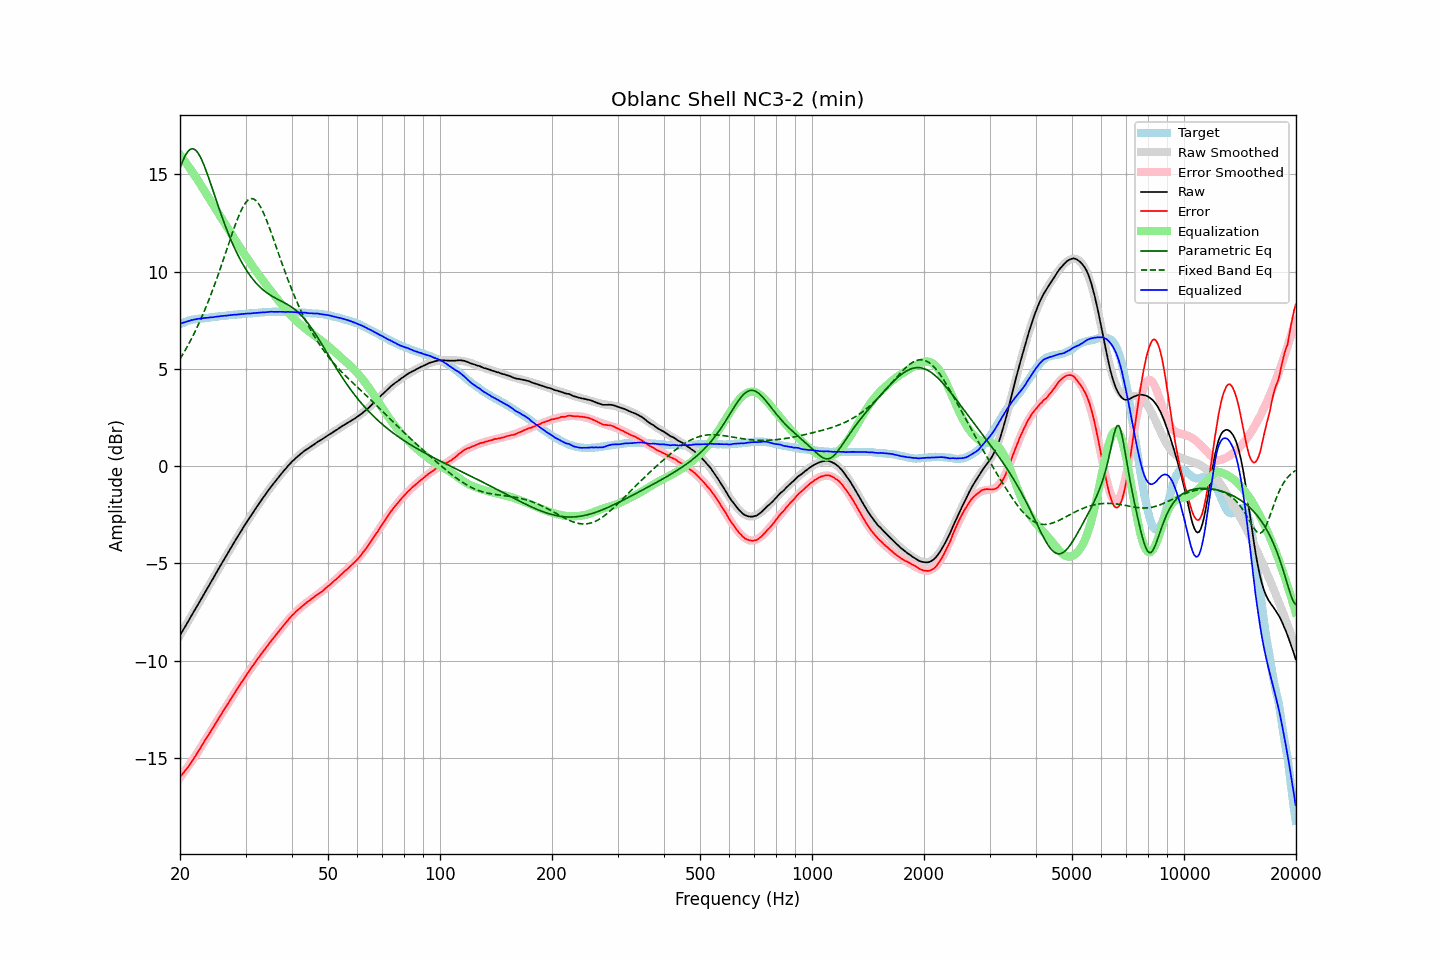 Oblanc Shell NC3-2 (min)
Target
Raw Smoothed
Error Smoothed
Raw
Error
Equalization
Parametric Eq
Fixed Band Eq
Equalized
15
10
5
0
−5
−10
−15
Amplitude (dBr)
20 50 100 200 500 1000 2000 5000 10000 20000
Frequency (Hz)